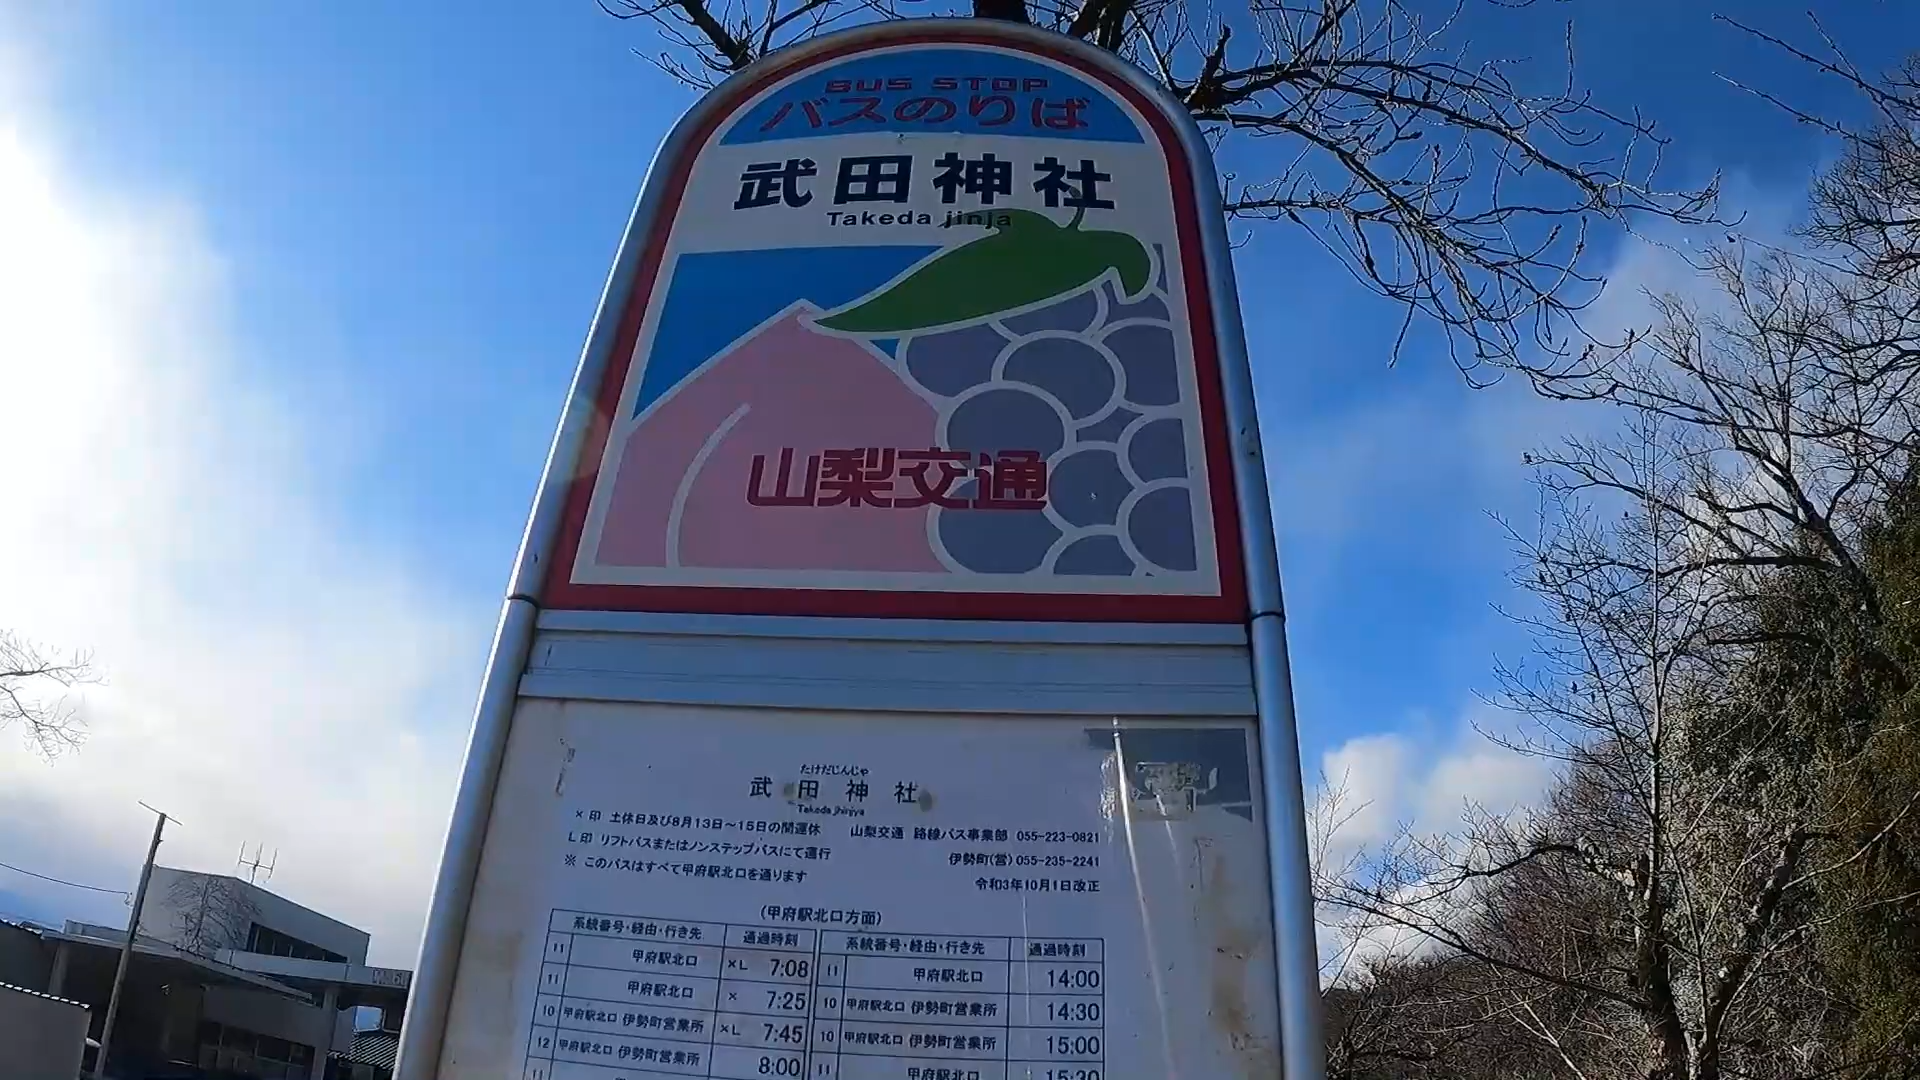 BUS STOP
バスのりば
武田神社
Takeda jinja
山梨交通
たけだじんじゃ
武田神社
Takeda jhinjya
×印 土休日及び8月13日~15日の間運休
L印 リフトバスまたはノンステップバスにて運行
※ このバスはすべて甲府駅北口を通ります
山梨交通 路線バス事業部 055-223-0821
伊勢町(営) 055-235-2241
令和3年10月1日改正
(甲府駅北口方面)
系統番号・経由・行き先 通過時刻 系統番号・経由・行き先 通過時刻
11 甲府駅北口 ×L 7:08 11 甲府駅北口 14:00
11 甲府駅北口 × 7:25 10 甲府駅北口 伊勢町営業所 14:30
10 甲府駅北口 伊勢町営業所 ×L 7:45 10 甲府駅北口 伊勢町営業所 15:00
12 甲府駅北口 伊勢町営業所 8:00 11 甲府駅北口 15:30
11